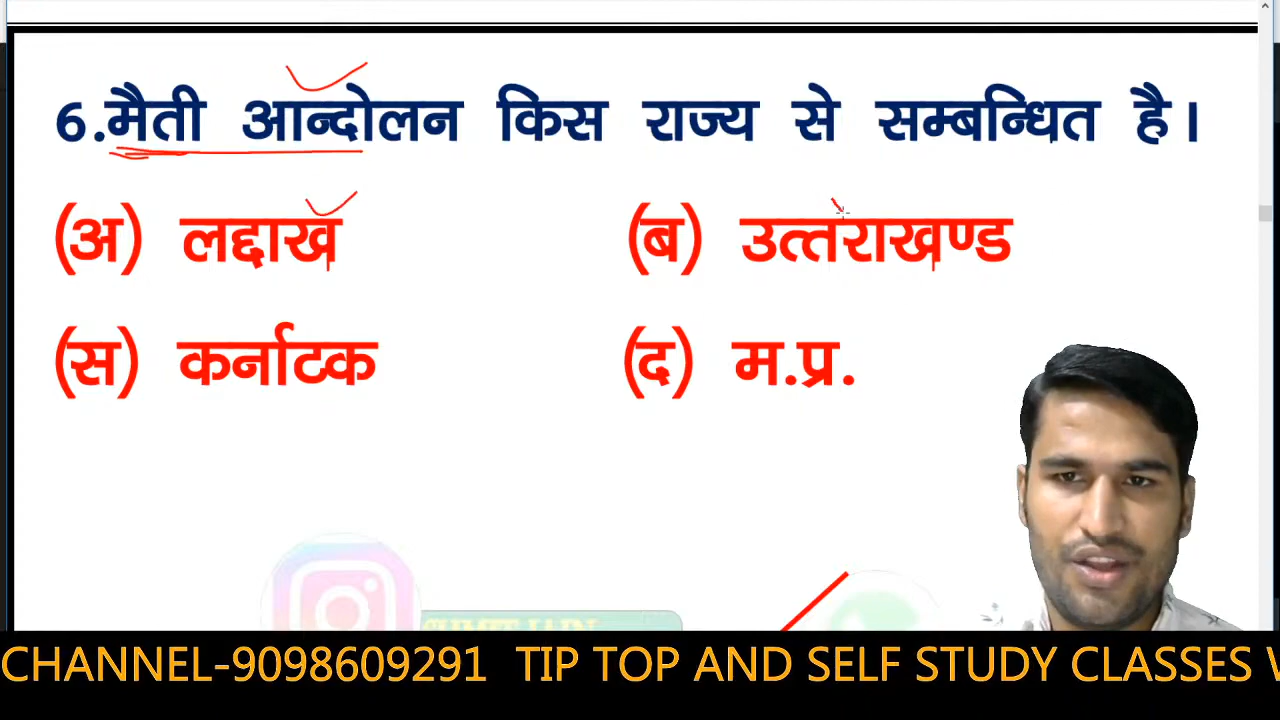 6.मैती आन्दोलन किस राज्य से सम्बन्धित है।
(अ) लद्दाख (ब) उत्तराखण्ड
(स) कर्नाटक (द) म.प्र.
CHANNEL-9098609291 TIP TOP AND SELF STUDY CLASSES